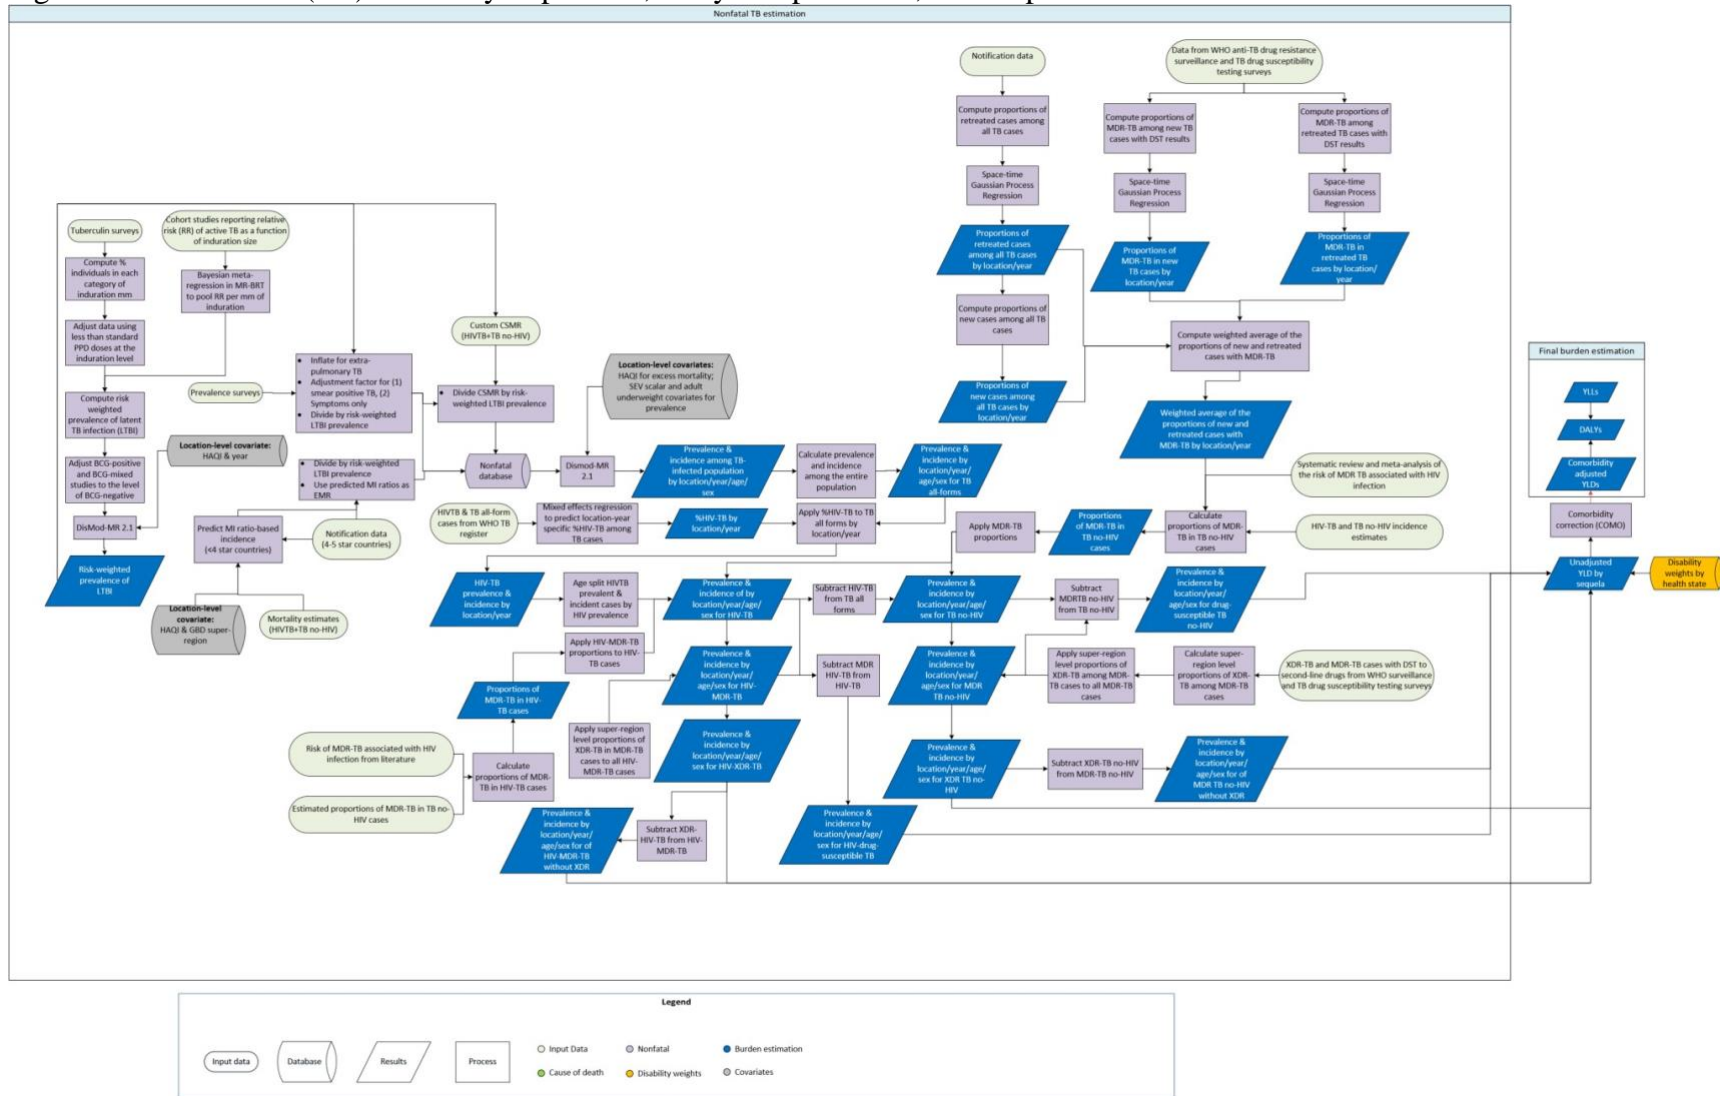 Nonfatal TB estimation
Notification data
Data from WHO anti-TB drug resistance
surveillance and TB drug susceptibility
testing surveys
Compute proportions of
retreated cases among
all TB cases
Compute proportions of
MDR-TB among new TB
cases with DST results
Compute proportions of
MDR-TB among
retreated TB cases with
DST results
Space-time
Gaussian Process
Regression
Space-time
Gaussian Process
Regression
Space-time
Gaussian Process
Regression
Proportions of
retreated cases
among all TB cases
by location/year
Proportions of
MDR-TB in new
TB cases by
location/year
Proportions of
MDR-TB in
retreated TB
cases by location/
year
Compute proportions of
new cases among all TB
cases
Compute weighted average of the
proportions of new and retreated
cases with MDR-TB
Proportions of
new cases among
all TB cases by
location/year
Weighted average of the
proportions of new and
retreated cases with
MDR-TB by location/year
Tuberculin surveys
Cohort studies reporting relative
risk (RR) of active TB as a function
of induration size
Compute %
individuals in each
category of
induration mm
Bayesian meta-
regression in MR-BRT
to pool RR per mm of
induration
Adjust data using
less than standard
PPD doses at the
induration level
Custom CSMR
(HIVTB+TB no-HIV)
Prevalence surveys
• Inflate for extra-
pulmonary TB
• Adjustment factor for (1)
smear positive TB, (2)
Symptoms only
• Divide by risk-weighted
LTBI prevalence
• Divide CSMR by risk-
weighted LTBI prevalence
Location-level covariates:
HAQI for excess mortality;
SEV scalar and adult
underweight covariates for
prevalence
Compute risk
weighted
prevalence of latent
TB infection (LTBI)
Location-level covariate:
HAQI & year
Adjust BCG-positive
and BCG-mixed
studies to the level
of BCG-negative
• Divide by risk-weighted
LTBI prevalence
• Use predicted MI ratios as
EMR
Nonfatal
database
Dismod-MR
2.1
Prevalence &
incidence among TB-
infected population
by location/year/age/
sex
Calculate prevalence
and incidence
among the entire
population
Prevalence &
incidence by
location/year/
age/sex for TB
all-forms
DisMod-MR 2.1
Predict MI ratio-based
incidence
(<4 star countries)
Notification data
(4-5 star countries)
Risk-weighted
prevalence of
LTBI
Location-level
covariate:
HAQI & GBD super-
region
Mortality estimates
(HIVTB+TB no-HIV)
HIVTB & TB all-form
cases from WHO TB
register
Mixed effects regression
to predict location-year
specific %HIV-TB among
TB cases
%HIV-TB by
location/year
Apply %HIV-TB to TB
all forms by
location/year
Apply MDR-TB
proportions
Proportions
of MDR-TB in
TB no-HIV
cases
Calculate
proportions of MDR-
TB in TB no-HIV
cases
Systematic review and meta-analysis of
the risk of MDR TB associated with HIV
infection
HIV-TB and TB no-HIV incidence
estimates
HIV-TB
prevalence &
incidence by
location/year
Age split HIVTB
prevalent &
incident cases by
HIV prevalence
Prevalence &
incidence of by
location/year/age/
sex for HIV-TB
Subtract HIV-TB
from TB all
forms
Prevalence &
incidence by
location/year/age/
sex for TB no-HIV
Subtract
MDRTB no-HIV
from TB no-HIV
Prevalence &
incidence by
location/year/
age/sex for drug-
susceptible TB
no-HIV
Apply HIV-MDR-TB
proportions to HIV-
TB cases
Prevalence &
incidence by
location/year/
age/sex for HIV-
MDR-TB
Subtract MDR
HIV-TB from
HIV-TB
Prevalence &
incidence by
location/year/
age/sex for MDR
TB no-HIV
Apply super-region
level proportions of
XDR-TB among MDR-
TB cases to all MDR-TB
cases
Calculate super-
region level
proportions of XDR-
TB among MDR-TB
cases
XDR-TB and MDR-TB cases with DST to
second-line drugs from WHO surveillance
and TB drug susceptibility testing surveys
Proportions of
MDR-TB in HIV-
TB cases
Risk of MDR-TB associated with HIV
infection from literature
Calculate
proportions of MDR-
TB in HIV-TB cases
Apply super-region
level proportions of
XDR-TB in MDR-TB
cases to all HIV-
MDR-TB cases
Prevalence &
incidence by
location/year/age/
sex for HIV-XDR-TB
Prevalence &
incidence by
location/year/age/
sex for XDR TB no-
HIV
Subtract XDR-TB no-HIV
from MDR-TB no-HIV
Prevalence &
incidence by
location/year/
age/sex for of
MDR TB no-HIV
without XDR
Estimated proportions of MDR-TB in TB no-
HIV cases
Prevalence &
incidence by
location/year/
age/sex for of
HIV-MDR-TB
without XDR
Subtract XDR-
HIV-TB from HIV-
MDR-TB
Prevalence &
incidence by
location/year/age/
sex for HIV-drug-
susceptible TB
Final burden estimation
YLLs
DALYs
Comorbidity
adjusted
YLDs
Comorbidity
correction (COMO)
Unadjusted
YLD by
sequela
Disability
weights by
health state
Legend
Input data
Database
Results
Process
Input Data
Nonfatal
Burden estimation
Cause of death
Disability weights
Covariates